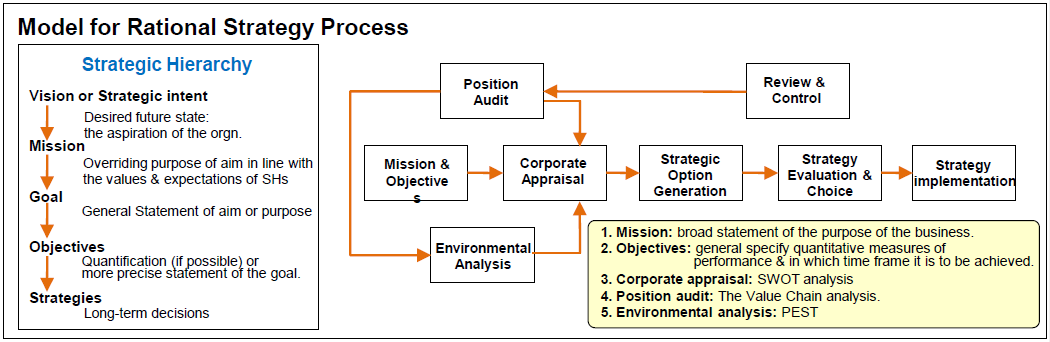 Model for Rational Strategy Process
Strategic Hierarchy
Vision or Strategic intent
Desired future state:
the aspiration of the orgn.
Mission
Overriding purpose of aim in line with
the values & expectations of SHs
Goal
General Statement of aim or purpose
Objectives
Quantification (if possible) or
more precise statement of the goal.
Strategies
Long-term decisions
Position
Audit
Review &
Control
Mission &
Objective
s
Corporate
Appraisal
Strategic
Option
Generation
Strategy
Evaluation &
Choice
Strategy
implementation
Environmental
Analysis
1. Mission: broad statement of the purpose of the business.
2. Objectives: general specify quantitative measures of
performance & in which time frame it is to be achieved.
3. Corporate appraisal: SWOT analysis
4. Position audit: The Value Chain analysis.
5. Environmental analysis: PEST